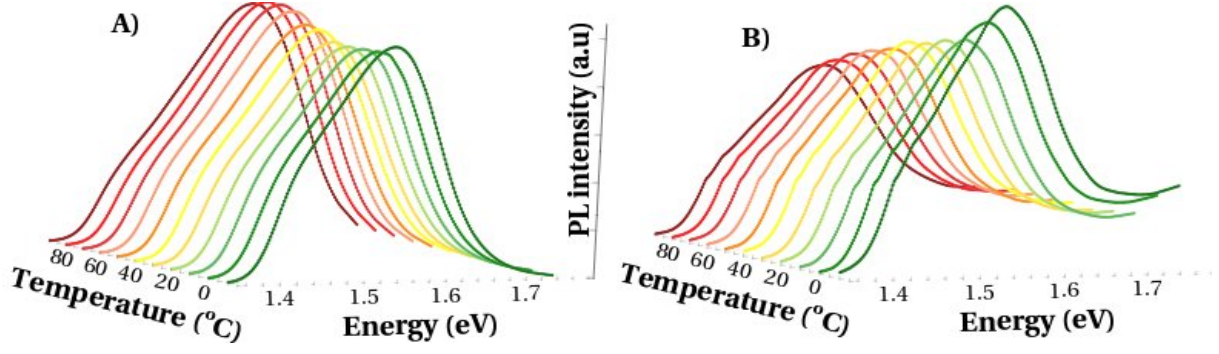 A)
80 60 40 20 0
Temperature (°C)
1.4 1.5 1.6 1.7
Energy (eV)
PL intensity (a.u)
B)
80 60 40 20 0
Temperature (°C)
1.4 1.5 1.6 1.7
Energy (eV)